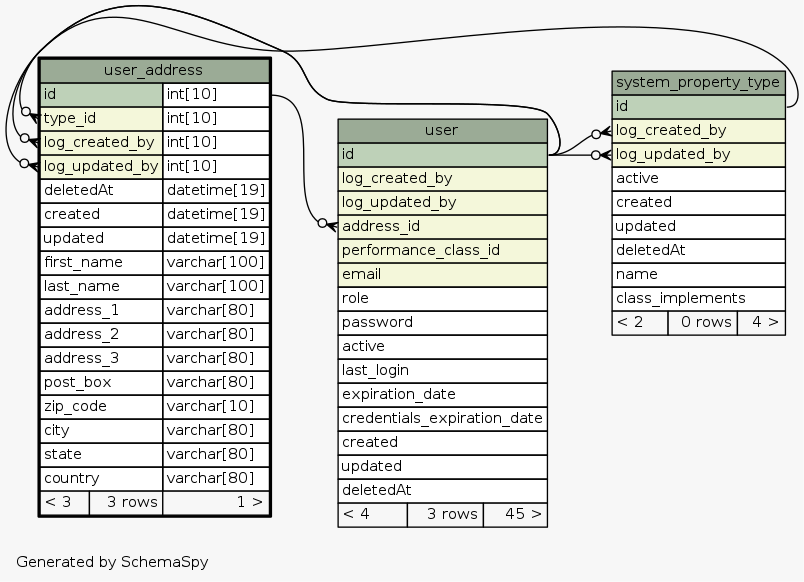 user_address
id int[10]
type_id int[10]
log_created_by int[10]
log_updated_by int[10]
deletedAt datetime[19]
created datetime[19]
updated datetime[19]
first_name varchar[100]
last_name varchar[100]
address_1 varchar[80]
address_2 varchar[80]
address_3 varchar[80]
post_box varchar[80]
zip_code varchar[10]
city varchar[80]
state varchar[80]
country varchar[80]
< 3 3 rows 1 >
user
id
log_created_by
log_updated_by
address_id
performance_class_id
email
role
password
active
last_login
expiration_date
credentials_expiration_date
created
updated
deletedAt
< 4 3 rows 45 >
system_property_type
id
log_created_by
log_updated_by
active
created
updated
deletedAt
name
class_implements
< 2 0 rows 4 >
Generated by SchemaSpy